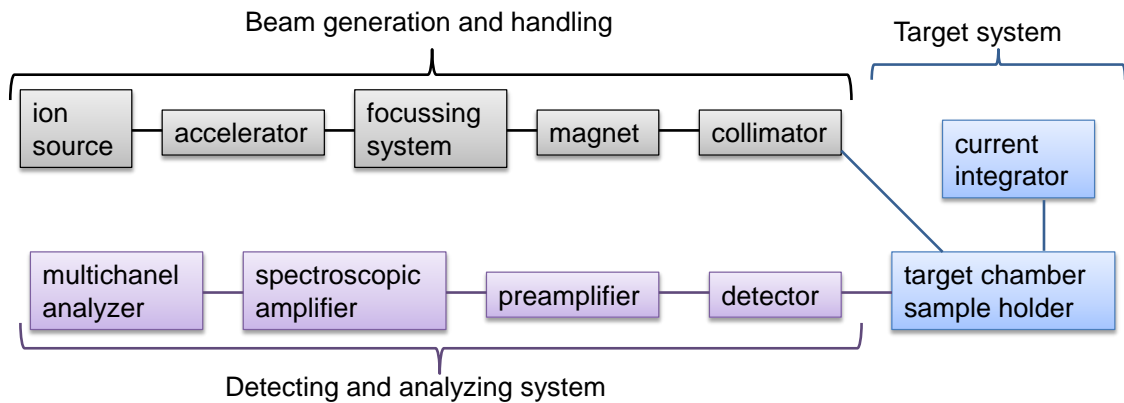 Beam generation and handling
Target system
ion
source
accelerator
focussing
system
magnet
collimator
current
integrator
multichanel
analyzer
spectroscopic
amplifier
preamplifier
detector
target chamber
sample holder
Detecting and analyzing system